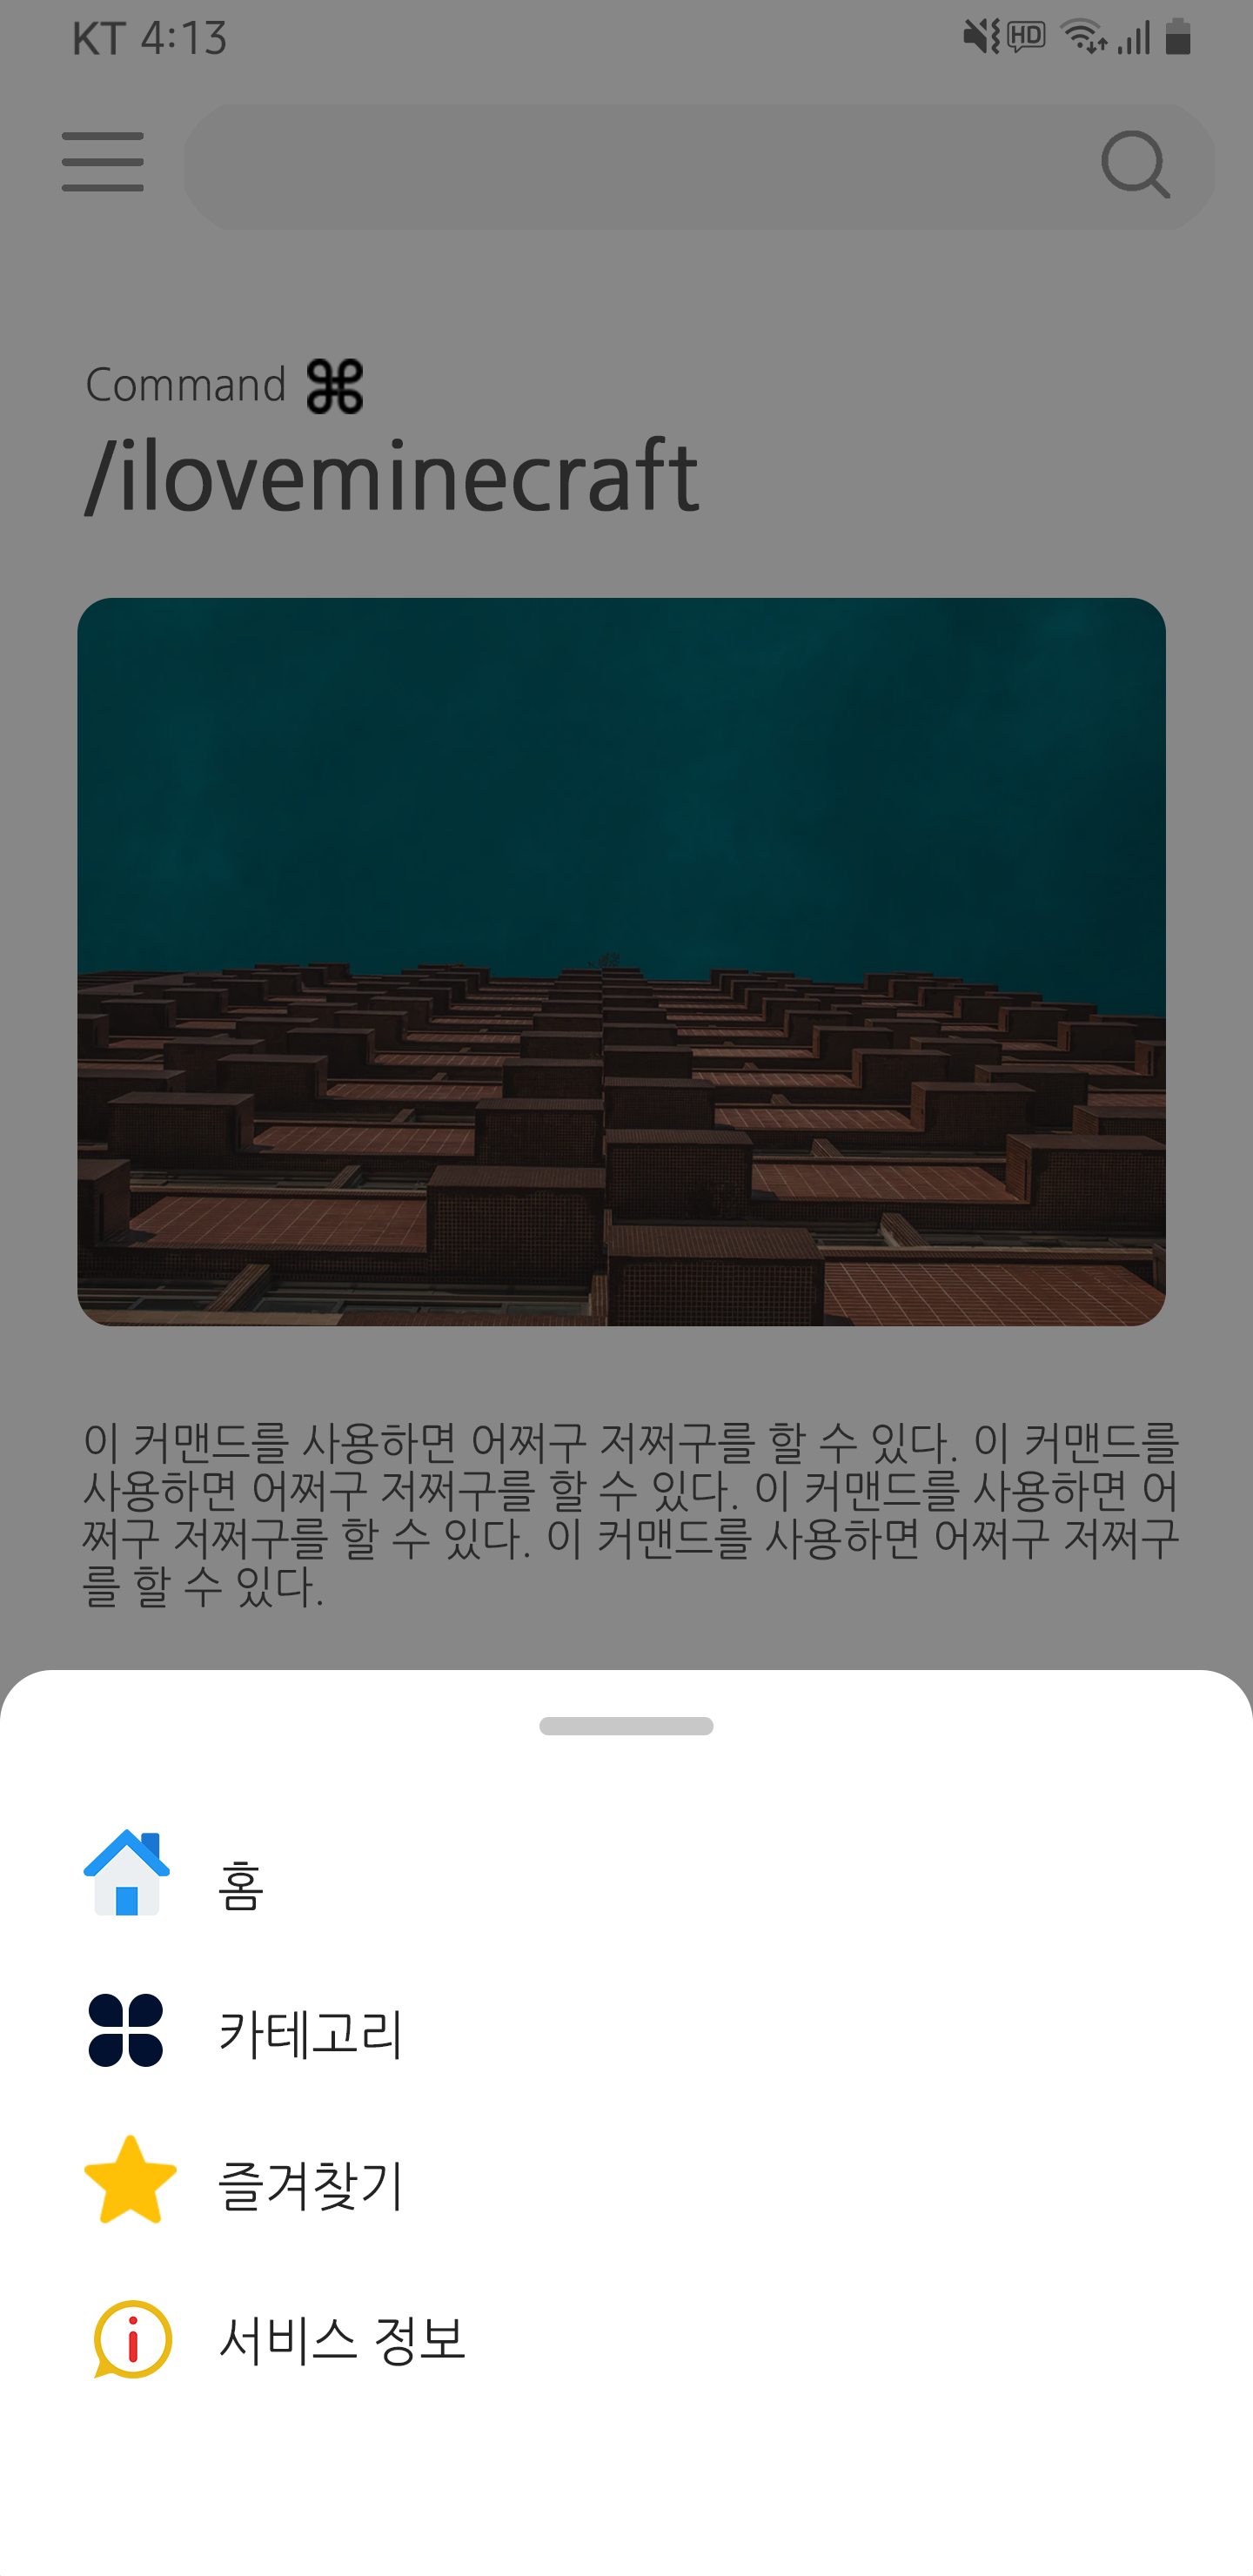 KT 4:13
HD
Command ⌘
/iloveminecraft
이 커맨드를 사용하면 어쩌구 저쩌구를 할 수 있다. 이 커맨드를
사용하면 어쩌구 저쩌구를 할 수 있다. 이 커맨드를 사용하면 어
쩌구 저쩌구를 할 수 있다. 이 커맨드를 사용하면 어쩌구 저쩌구
를 할 수 있다.
홈
카테고리
즐겨찾기
서비스 정보